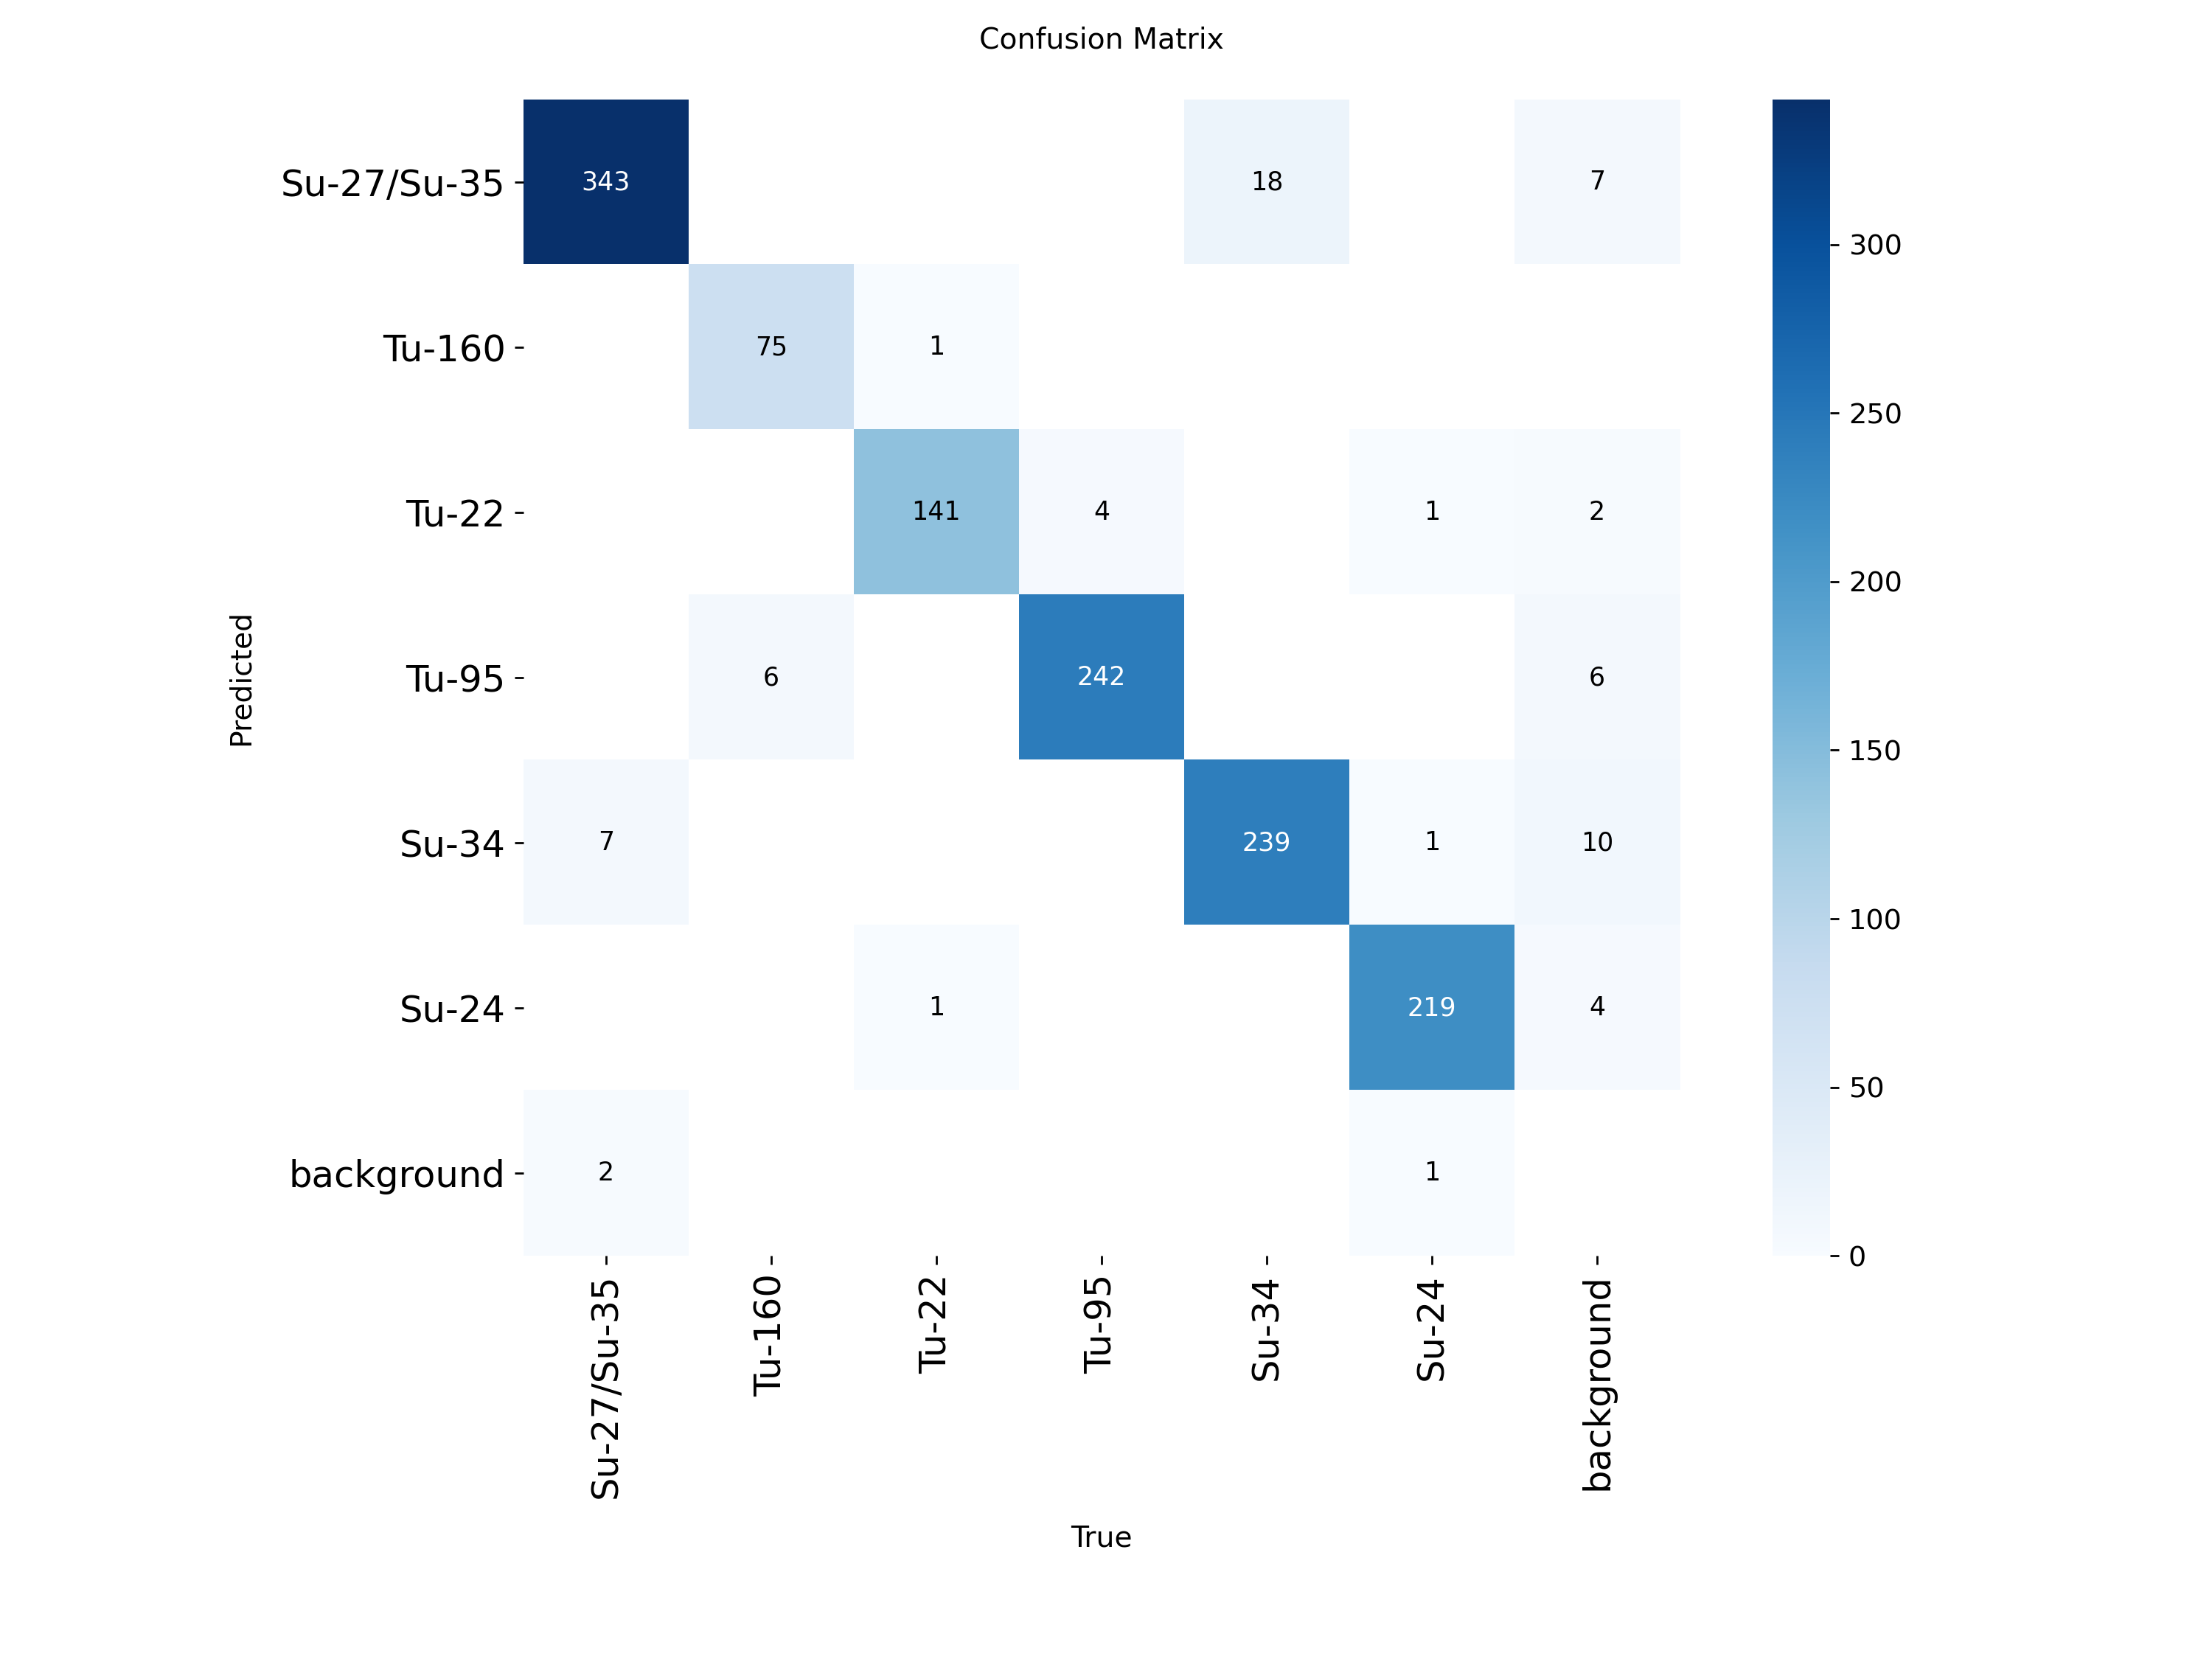 Confusion Matrix
Su-27/Su-35 343 18 7
Tu-160 75 1
Tu-22 141 4 1 2
Tu-95 6 242 6
Su-34 7 239 1 10
Su-24 1 219 4
background 2 1
Predicted
Su-27/Su-35 Tu-160 Tu-22 Tu-95 Su-34 Su-24 background
True
300
250
200
150
100
50
0